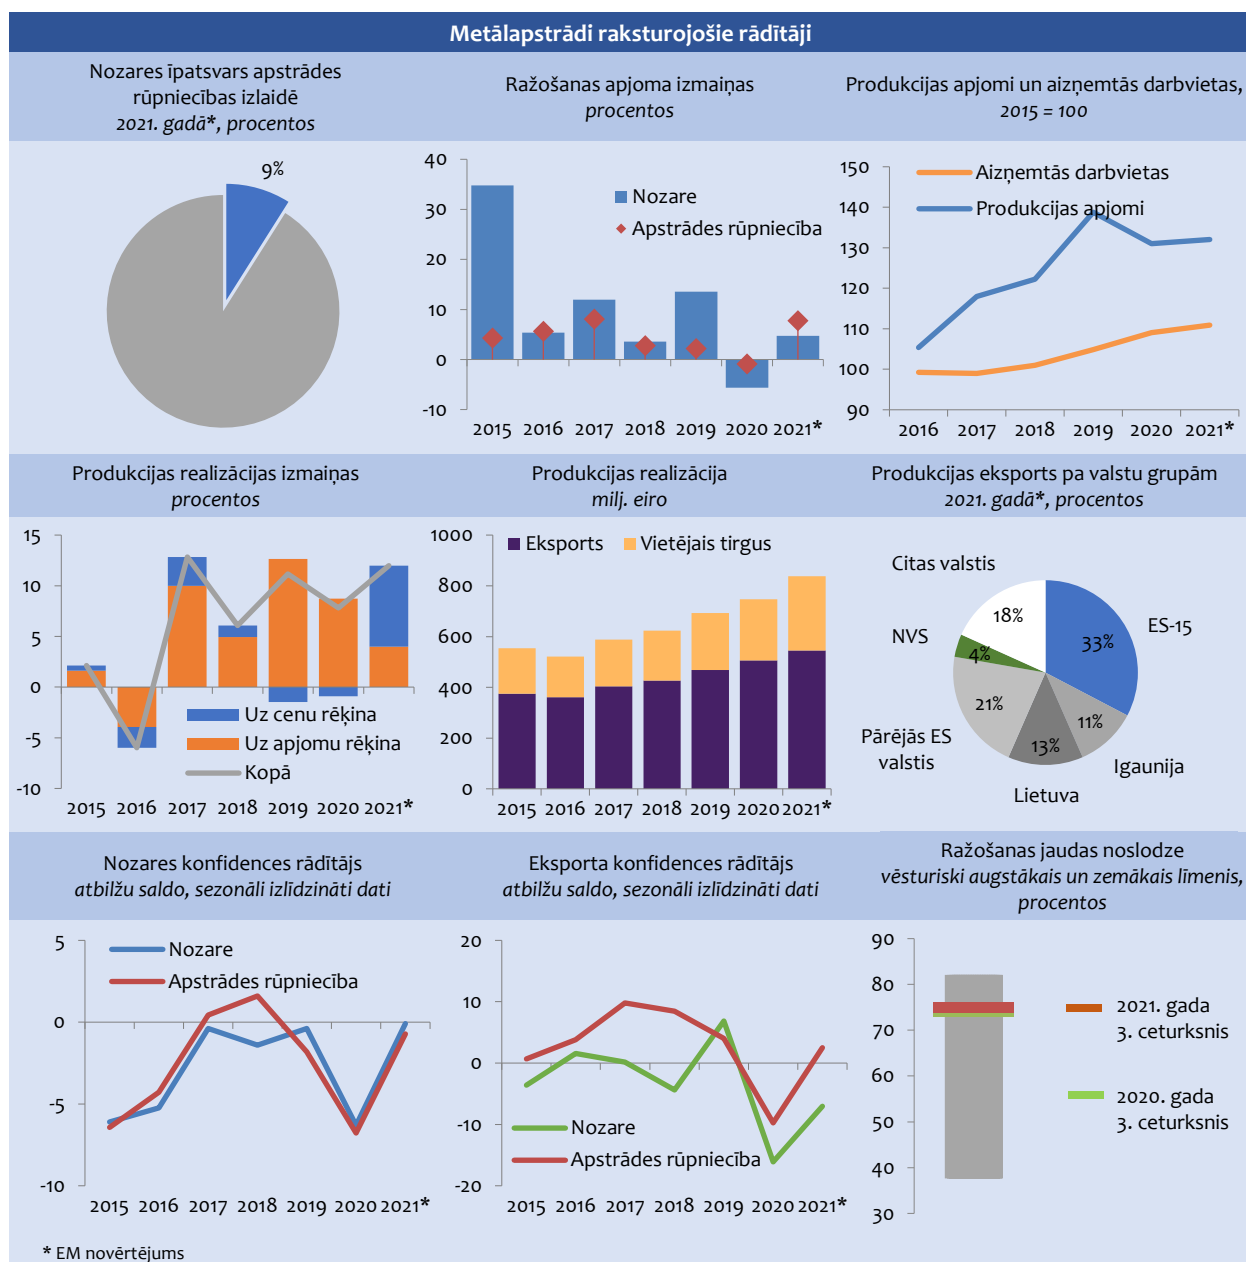 Metālapstrādi raksturojošie rādītāji
Nozares īpatsvars apstrādes
rūpniecības izlaidē
2021. gadā*, procentos
9%
Ražošanas apjoma izmaiņas
procentos
40
30
20
10
0
-10
Nozare
Apstrādes rūpniecība
2015 2016 2017 2018 2019 2020 2021*
Produkcijas apjomi un aizņemtās darbvietas,
2015 = 100
150
140
130
120
110
100
90
Aizņemtās darbvietas
Produkcijas apjomi
2016 2017 2018 2019 2020 2021*
Produkcijas realizācijas izmaiņas
procentos
15
10
5
0
-5
-10
Uz cenu rēķina
Uz apjomu rēķina
Kopā
2015 2016 2017 2018 2019 2020 2021*
Produkcijas realizācija
milj. eiro
1000
800
600
400
200
0
Eksports Vietējais tirgus
2015 2016 2017 2018 2019 2020 2021*
Produkcijas eksports pa valstu grupām
2021. gadā*, procentos
Citas valstis
18%
NVS
4%
33%
ES-15
21%
Pārējās ES
valstis
13%
11%
Igaunija
Lietuva
Nozares konfidences rādītājs
atbilžu saldo, sezonāli izlīdzināti dati
5
0
-5
-10
Nozare
Apstrādes rūpniecība
2015 2016 2017 2018 2019 2020 2021*
Eksporta konfidences rādītājs
atbilžu saldo, sezonāli izlīdzināti dati
20
10
0
-10
-20
Nozare
Apstrādes rūpniecība
2015 2016 2017 2018 2019 2020 2021*
Ražošanas jaudas noslodze
vēsturiski augstākais un zemākais līmenis,
procentos
90
80
70
60
50
40
30
2021. gada
3. ceturksnis
2020. gada
3. ceturksnis
* EM novērtējums